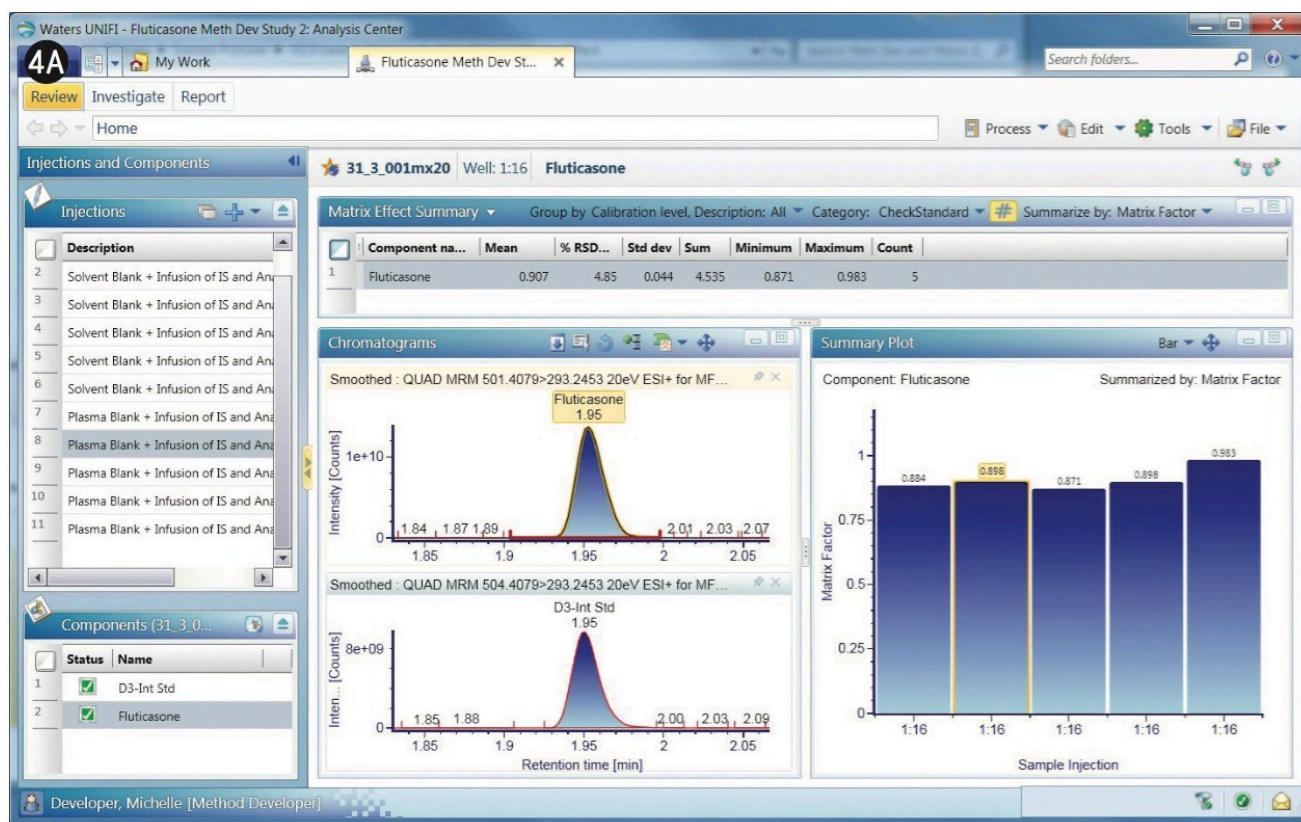 Waters UNIFI - Fluticasone Meth Dev Study 2: Analysis Center
4A
My Work
Fluticasone Meth Dev St...
Search folders...
Review Investigate Report
Home
Process Edit Tools File
Injections and Components
31_3_001mx20 Well: 1:16 Fluticasone
Injections
Description
2 Solvent Blank + Infusion of IS and Ana
3 Solvent Blank + Infusion of IS and Ana
4 Solvent Blank + Infusion of IS and Ana
5 Solvent Blank + Infusion of IS and Ana
6 Solvent Blank + Infusion of IS and Ana
7 Plasma Blank + Infusion of IS and Ana
8 Plasma Blank + Infusion of IS and Ana
9 Plasma Blank + Infusion of IS and Ana
10 Plasma Blank + Infusion of IS and Ana
11 Plasma Blank + Infusion of IS and Ana
Components (31_3_0...
Status Name
1 D3-Int Std
2 Fluticasone
Matrix Effect Summary Group by Calibration level, Description: All Category: CheckStandard # Summarize by: Matrix Factor
Component na... Mean % RSD... Std dev Sum Minimum Maximum Count
1 Fluticasone 0.907 4.85 0.044 4.535 0.871 0.983 5
Chromatograms
Smoothed : QUAD MRM 501.4079>293.2453 20eV ESI+ for MF...
Fluticasone
1.95
Intensity [Counts]
1e+10
0
1.84 1.87 1.89 2.01 2.03 2.07
1.85 1.9 1.95 2 2.05
Smoothed : QUAD MRM 504.4079>293.2453 20eV ESI+ for MF...
D3-Int Std
1.95
Inten... [Counts]
8e+09
0
1.85 1.88 2.00 2.03 2.09
1.85 1.9 1.95 2 2.05
Retention time [min]
Summary Plot Bar
Component: Fluticasone Summarized by: Matrix Factor
Matrix Factor
1
0.75
0.5
0.25
0
0.884 0.898 0.871 0.898 0.983
1:16 1:16 1:16 1:16 1:16
Sample Injection
Developer, Michelle [Method Developer]